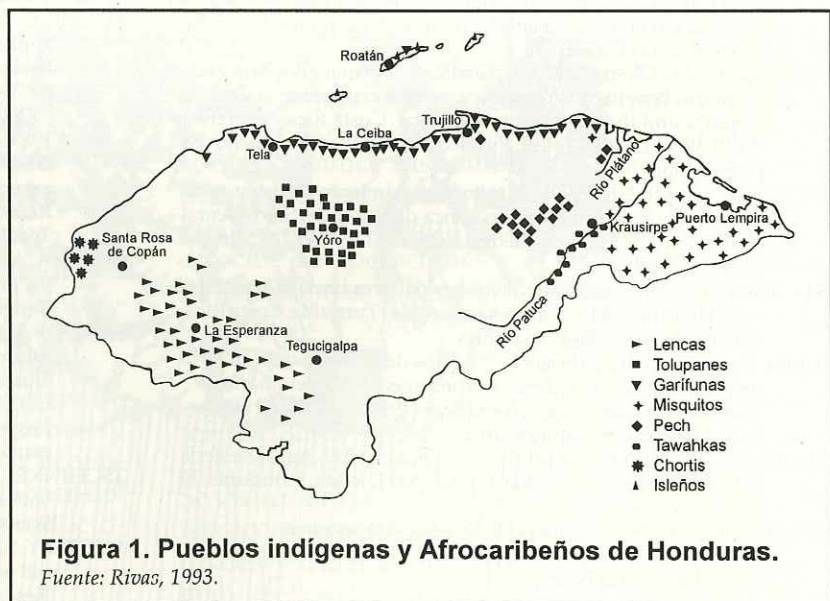 Roatán
Trujillo
La Ceiba
Tela
Río Plátano
Puerto Lempira
Krausirpe
Yóro
Santa Rosa
de Copán
La Esperanza
Tegucigalpa
Río Patuca
Lencas
Tolupanes
Garífunas
Misquitos
Pech
Tawahkas
Chortis
Isleños
Figura 1. Pueblos indígenas y Afrocaribeños de Honduras.
Fuente: Rivas, 1993.